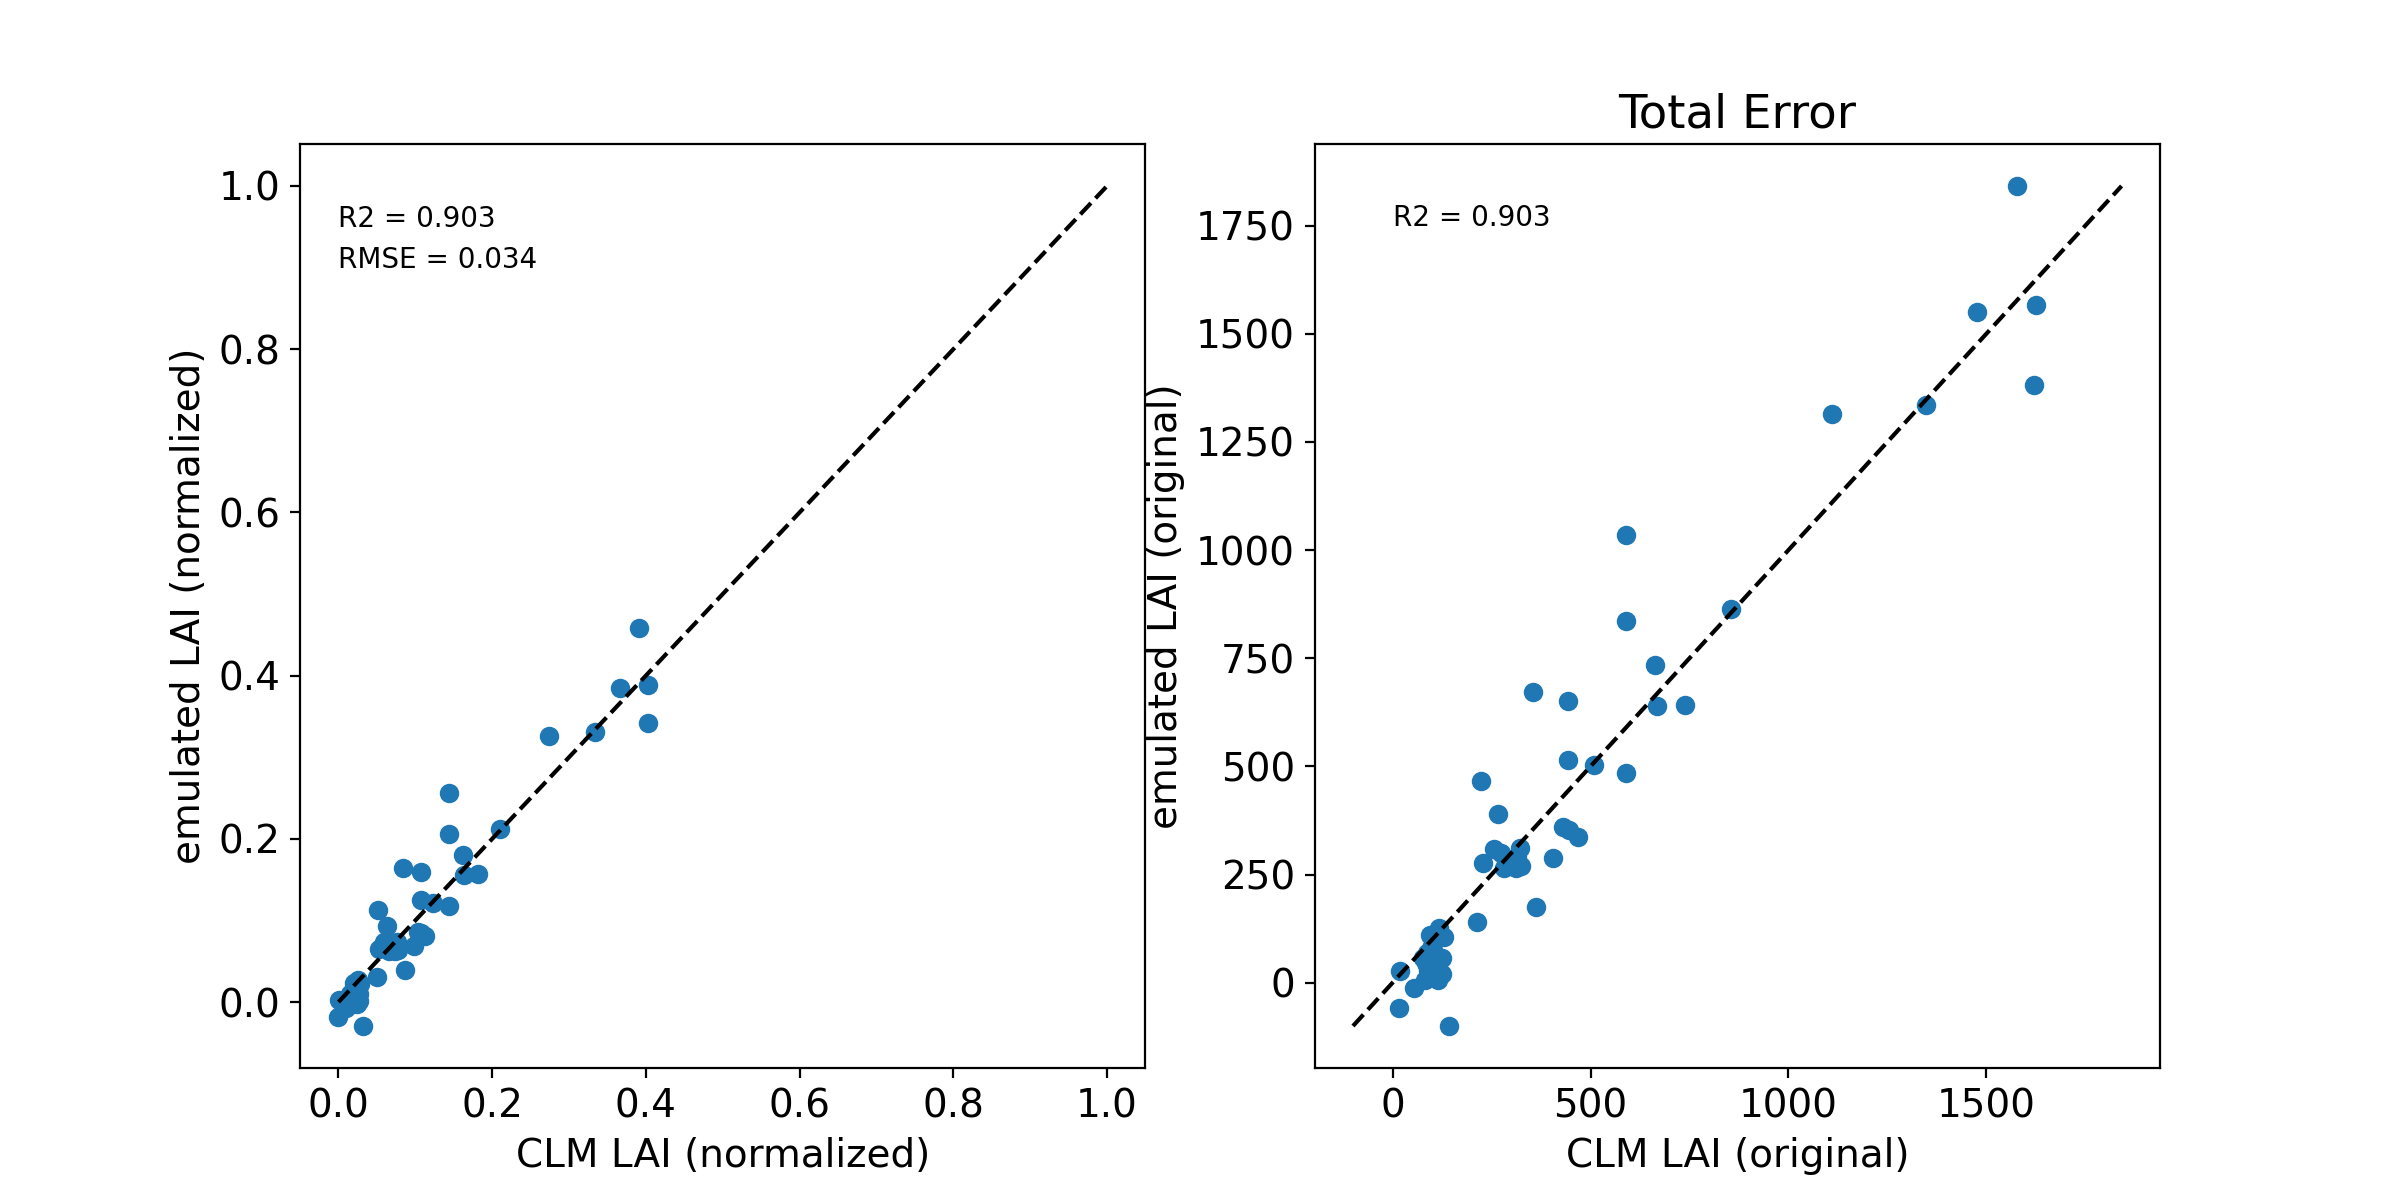 Total Error
R2 = 0.903
RMSE = 0.034
1.0
0.8
0.6
0.4
0.2
0.0
emulated LAI (normalized)
0.0 0.2 0.4 0.6 0.8 1.0
CLM LAI (normalized)
R2 = 0.903
1750
1500
1250
1000
750
500
250
0
emulated LAI (original)
0 500 1000 1500
CLM LAI (original)